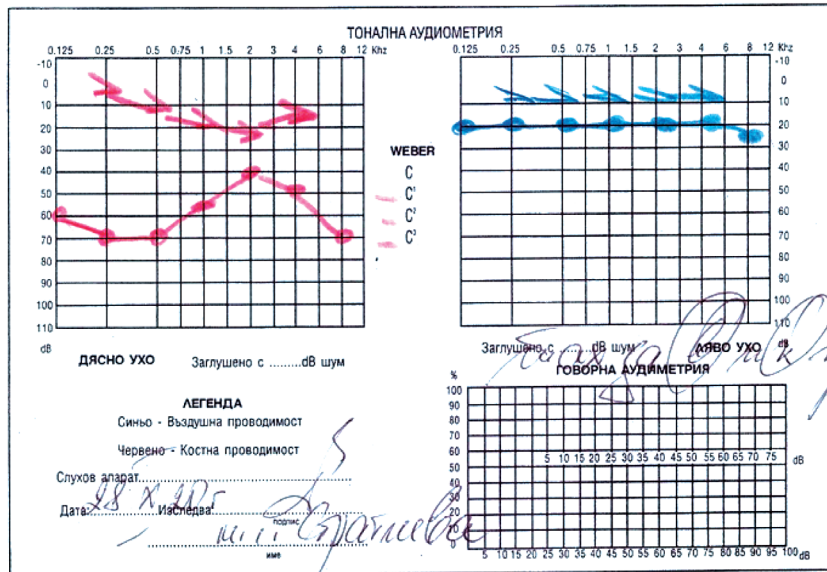 ТОНАЛНА АУДИОМЕТРИЯ
0.125 0.25 0.5 0.75 1 1.5 2 3 4 6 8 12 Khz
0.125 0.25 0.5 0.75 1 1.5 2 3 4 6 8 12 Khz
-10
0
10
20
30
40
50
60
70
80
90
100
110
dB
WEBER
C
C¹
C²
C³
-10
0
10
20
30
40
50
60
70
80
90
100
110
dB
ДЯСНО УХО Заглушено с .........dB шум
Заглушено с .........dB шум ЛЯВО УХО
ЛЕГЕНДА
Синьо - Въздушна проводимост
Червено - Костна проводимост
Слухов апарат
Дата: 28 X Изследвал
подпис
име
ГОВОРНА АУДИМЕТРИЯ
%
100
90
80
70
60
50
40
30
20
10
0
5 10 15 20 25 30 35 40 45 50 55 60 65 70 75 dB
5 10 15 20 25 30 35 40 45 50 55 60 65 70 75 80 85 90 95 100 dB